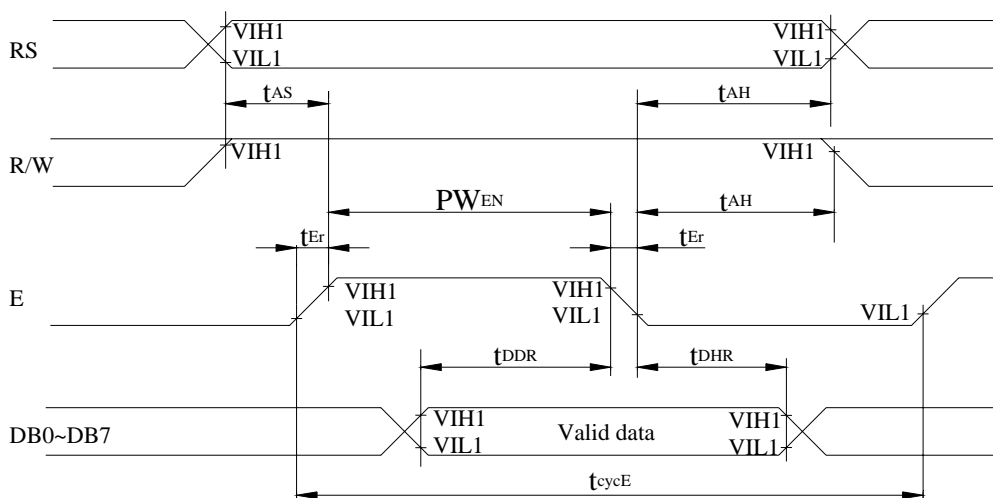 VIH1 VIH1
RS
VIL1 VIL1
tAS tAH
R/W VIH1 VIH1
PWEN tAH
tEr tEr
E VIH1 VIH1
VIL1 VIL1 VIL1
tDDR tDHR
VIH1 VIH1
DB0~DB7 Valid data
VIL1 VIL1
tcycE